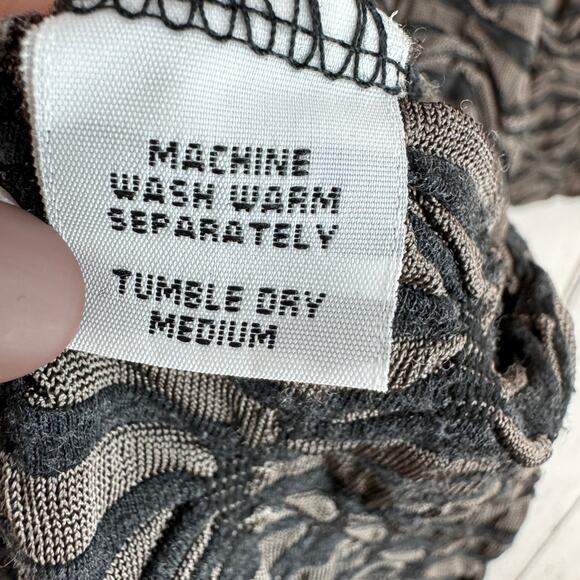 MACHINE
WASH WARM
SEPARATELY
TUMBLE DRY
MEDIUM